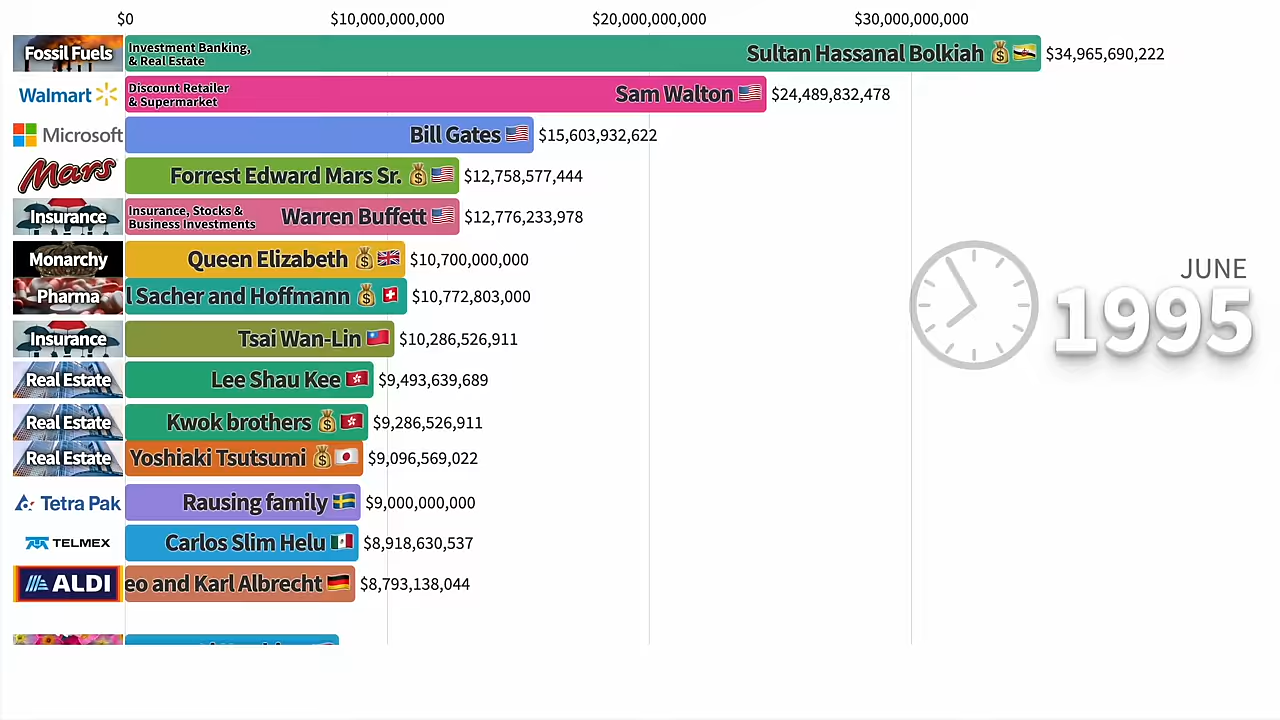 $0 $10,000,000,000 $20,000,000,000 $30,000,000,000
Fossil Fuels Investment Banking,
& Real Estate Sultan Hassanal Bolkiah $34,965,690,222
Walmart Discount Retailer
& Supermarket Sam Walton $24,489,832,478
Microsoft Bill Gates $15,603,932,622
Mars Forrest Edward Mars Sr. $12,758,577,444
Insurance Insurance, Stocks &
Business Investments Warren Buffett $12,776,233,978
Monarchy Queen Elizabeth $10,700,000,000
Pharma l Sacher and Hoffmann $10,772,803,000
Insurance Tsai Wan-Lin $10,286,526,911
Real Estate Lee Shau Kee $9,493,639,689
Real Estate Kwok brothers $9,286,526,911
Real Estate Yoshiaki Tsutsumi $9,096,569,022
Tetra Pak Rausing family $9,000,000,000
TELMEX Carlos Slim Helu $8,918,630,537
ALDI eo and Karl Albrecht $8,793,138,044
JUNE
1995